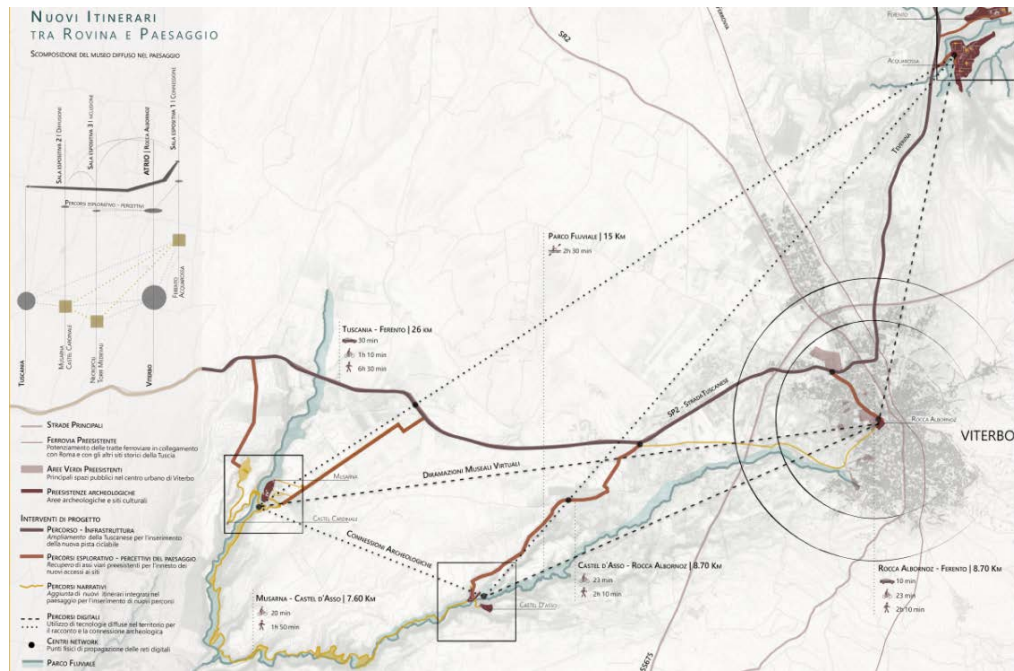 NUOVI ITINERARI
TRA ROVINA E PAESAGGIO
SCOMPOSIZIONE DEL MUSEO DIFFUSO NEL PAESAGGIO
SALA ESPOSITIVA 2 | DIFFUSIONI
SALA ESPOSITIVA 3 | INCLUSIONI
ATRIO | ROCCA ALBORNOZ
SALA ESPOSITIVA 1 | CONNESSIONI
PERCORSI ESPLORATIVO - PERCETTIVI
TUSCANIA
MUSARNA
CASTEL CARDINALE
NECROPOLI
VITERBO
FERENTO
ACQUAROSSA
STRADE PRINCIPALI
FERROVIA PREESISTENTE
Potenziamento delle tratte ferroviare in collegamento
con Roma e con gli altri siti storici della Tuscia
AREE VERDI PREESISTENTI
Principali spazi pubblici nel centro urbano di Viterbo
PREESISTENZE ARCHEOLOGICHE
Aree archeologiche e siti culturali
INTERVENTI DI PROGETTO
PERCORSO - INFRASTRUTTURA
Ampliamento della Tuscanese per l'inserimento
della nuova pista ciclabile
PERCORSI ESPLORATIVO - PERCETTIVI DEL PAESAGGIO
Recupero di assi viari preesistenti per l'innesto dei
nuovi accessi ai siti
PERCORSI NARRATIVI
Aggiunta di nuovi itinerari integrati nel
paesaggio per l'inserimento di nuovi percorsi
PERCORSI DIGITALI
Utilizzo di tecnologie diffuse nel territorio per
il racconto e la connessione archeologica
CENTRI NETWORK
Punti fisici di propagazione delle reti digitali
PARCO FLUVIALE
SR2
FERROVIA
FERENTO
ACQUAROSSA
TEVERINA
PARCO FLUVIALE | 15 KM
2h 30 min
TUSCANIA - FERENTO | 26 KM
30 min
1h 10 min
6h 30 min
SP2 - STRADA TUSCANESE
ROCCA ALBORNOZ
VITERBO
MUSARNA
DIRAMAZIONI MUSEALI VIRTUALI
CASTEL CARDINALE
CONNESSIONI ARCHEOLOGICHE
CASTEL D'ASSO - ROCCA ALBORNOZ | 8.70 KM
23 min
2h 10 min
ROCCA ALBORNOZ - FERENTO | 8.70 KM
10 min
23 min
2h 10 min
MUSARNA - CASTEL D'ASSO | 7.60 KM
20 min
1h 50 min
CASTEL D'ASSO
SS675